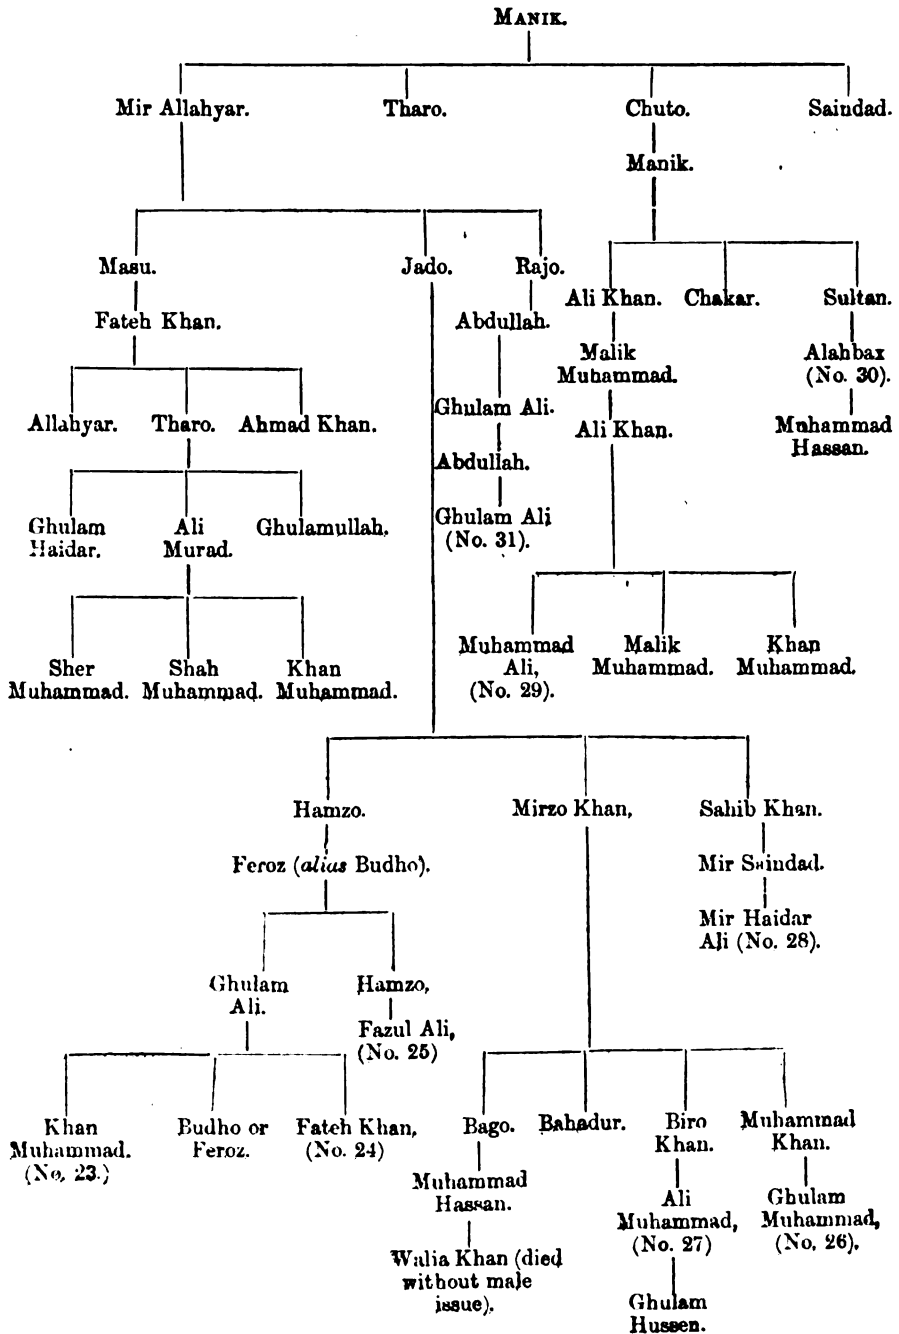 MANIK.
Mir Allahyar. Tharo. Chuto. Saindad.
Manik.
Masu. Jado. Rajo.
Ali Khan. Chakar. Sultan.
Fateh Khan. Abdullah.
Malik
Muhammad.
Alahbax
(No. 30).
Allahyar. Tharo. Ahmad Khan.
Ghulam Ali.
Ali Khan.
Muhammad
Hassan.
Abdullah.
Ghulam
Haidar.
Ali
Murad.
Ghulamullah.
Ghulam Ali
(No. 31).
Sher
Muhammad.
Shah
Muhammad.
Khan
Muhammad.
Muhammad
Ali,
(No. 29).
Malik
Muhammad.
Khan
Muhammad.
Hamzo. Mirzo Khan, Sahib Khan.
Feroz (alius Budho). Mir Saindad.
Mir Haidar
Ali (No. 28).
Ghulam
Ali.
Hamzo,
Fazul Ali,
(No. 25)
Khan
Muhammad.
(No. 23.)
Budho or
Feroz.
Fateh Khan,
(No. 24)
Bago. Bahadur. Biro
Khan.
Muhammad
Khan.
Muhammad
Hassan.
Ali
Muhammad,
(No. 27)
Ghulam
Muhammad,
(No. 26).
Walia Khan (died
without male
issue).
Ghulam
Hussen.